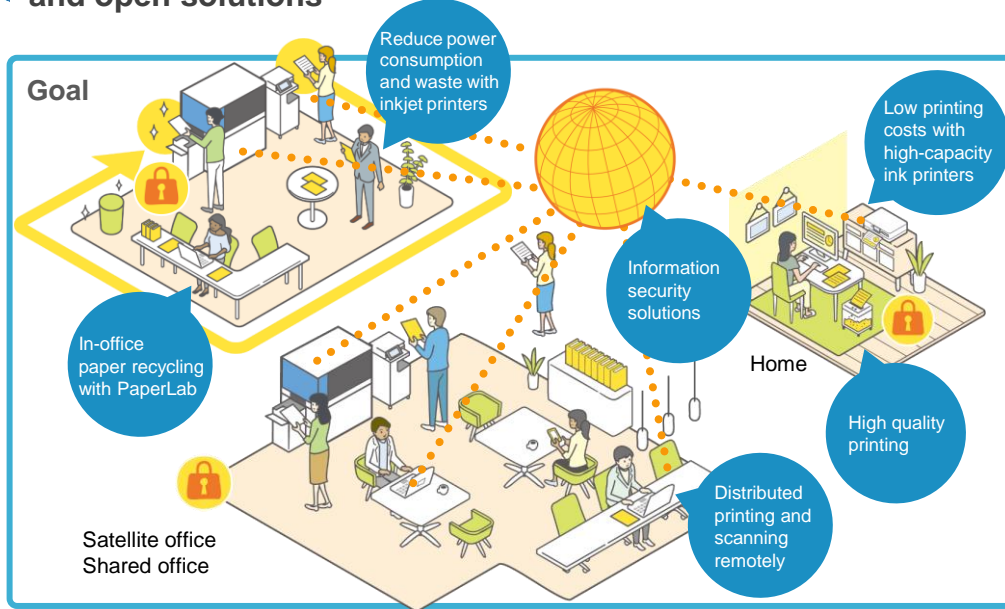 and open solutions
Goal
Reduce power
consumption
and waste with
inkjet printers
Low printing
costs with
high-capacity
ink printers
Information
security
solutions
In-office
paper recycling
with PaperLab
Home
High quality
printing
Distributed
printing and
scanning
remotely
Satellite office
Shared office